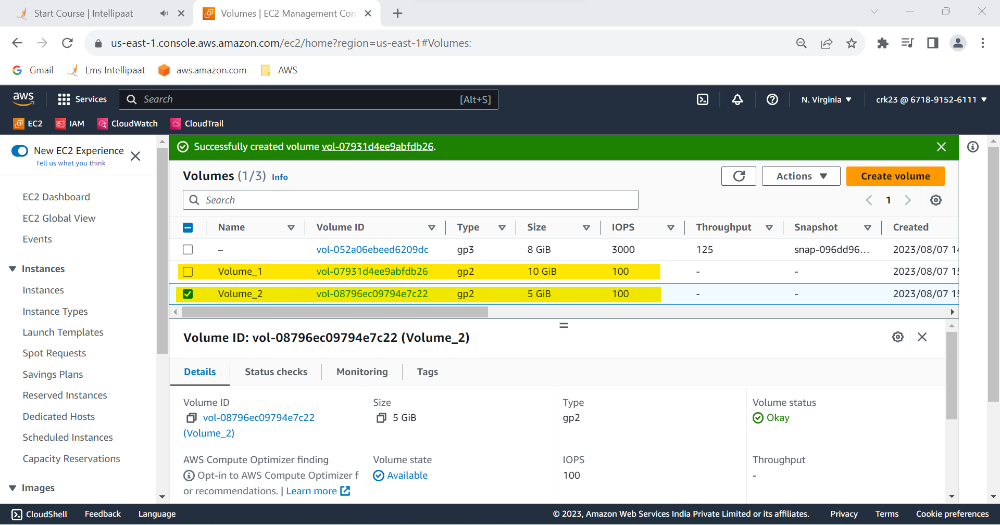 Start Course | Intellipaat
Volumes | EC2 Management Con
us-east-1.console.aws.amazon.com/ec2/home?region=us-east-1#Volumes:
Gmail Lms Intellipaat aws.amazon.com AWS
aws Services Search [Alt+S] N. Virginia crk23 @ 6718-9152-6111
EC2 IAM CloudWatch CloudTrail
New EC2 Experience
Tell us what you think
EC2 Dashboard
EC2 Global View
Events
Instances
Instances
Instance Types
Launch Templates
Spot Requests
Savings Plans
Reserved Instances
Dedicated Hosts
Scheduled Instances
Capacity Reservations
Images
Successfully created volume vol-07931d4ee9abfdb26.
Volumes (1/3) Info
Actions Create volume
Search
1
Name Volume ID Type Size IOPS Throughput Snapshot Created
– vol-052a06ebeed6209dc gp3 8 GiB 3000 125 snap-096dd96... 2023/08/07 14
Volume_1 vol-07931d4ee9abfdb26 gp2 10 GiB 100 - - 2023/08/07 15
Volume_2 vol-08796ec09794e7c22 gp2 5 GiB 100 - - 2023/08/07 15
Volume ID: vol-08796ec09794e7c22 (Volume_2)
Details Status checks Monitoring Tags
Volume ID
vol-08796ec09794e7c22
(Volume_2)
Size
5 GiB
Type
gp2
Volume status
Okay
AWS Compute Optimizer finding
Opt-in to AWS Compute Optimizer f
or recommendations. | Learn more
Volume state
Available
IOPS
100
Throughput
-
CloudShell Feedback Language © 2023, Amazon Web Services India Private Limited or its affiliates. Privacy Terms Cookie preferences